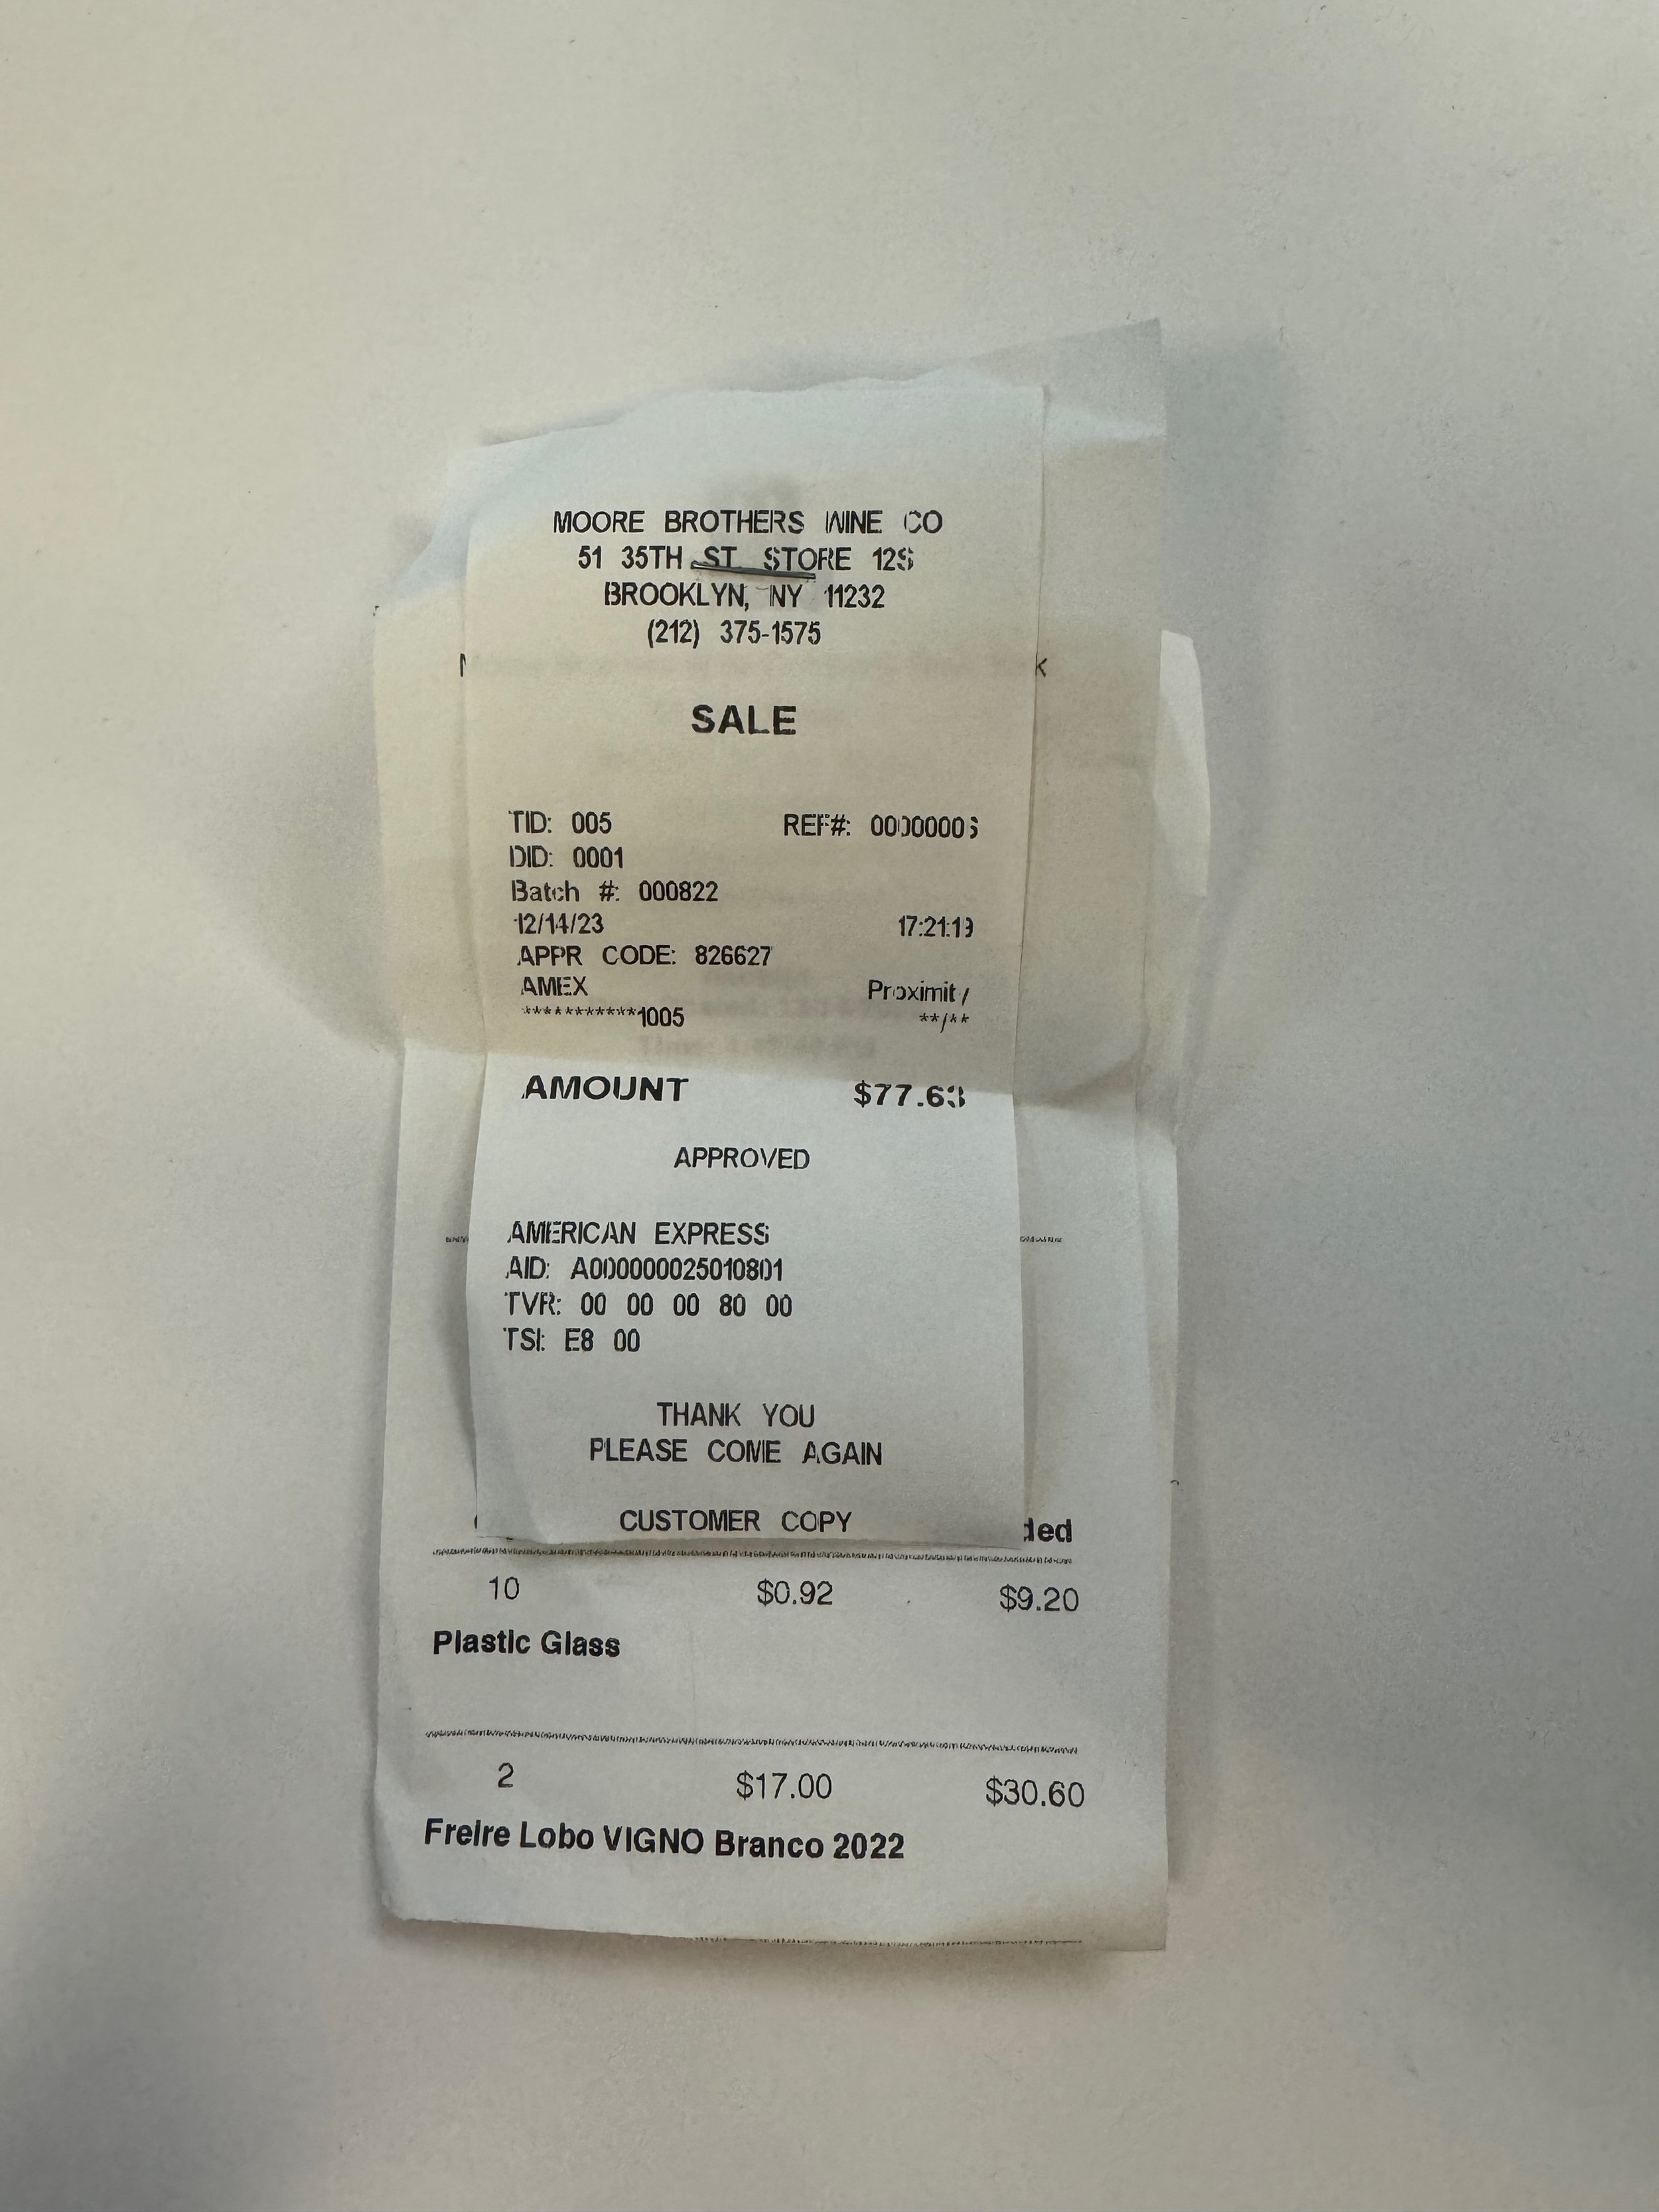 MOORE BROTHERS WINE CO
51 35TH ST. STORE 12S
BROOKLYN, NY 11232
(212) 375-1575
SALE
TID: 005 REF#: 00000006
DID: 0001
Batch #: 000822
12/14/23 17:21:19
APPR CODE: 826627
AMEX Proximity
***********1005 **/**
AMOUNT $77.63
APPROVED
AMERICAN EXPRESS
AID: A000000025010801
TVR: 00 00 00 80 00
TSI: E8 00
THANK YOU
PLEASE COME AGAIN
CUSTOMER COPY
ded
10 $0.92 $9.20
Plastic Glass
2 $17.00 $30.60
Freire Lobo VIGNO Branco 2022